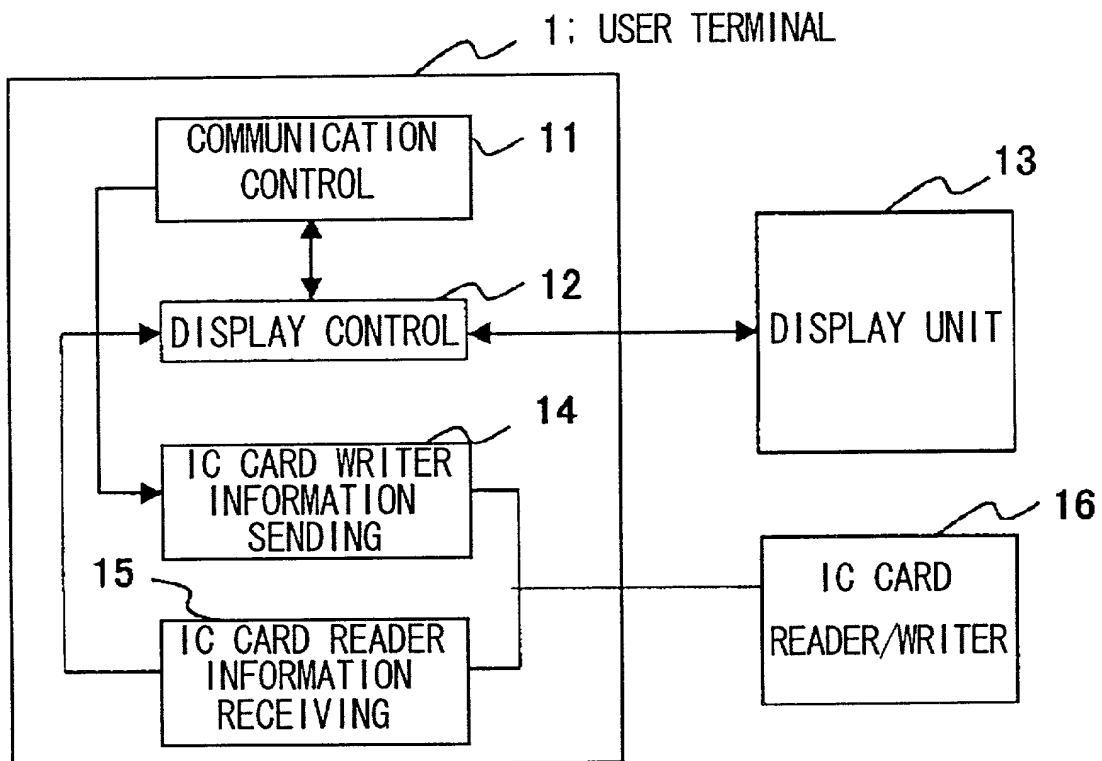 1; USER TERMINAL
COMMUNICATION
CONTROL
11
13
12
DISPLAY CONTROL
DISPLAY UNIT
14
IC CARD WRITER
INFORMATION
SENDING
16
15
IC CARD
READER/WRITER
IC CARD READER
INFORMATION
RECEIVING